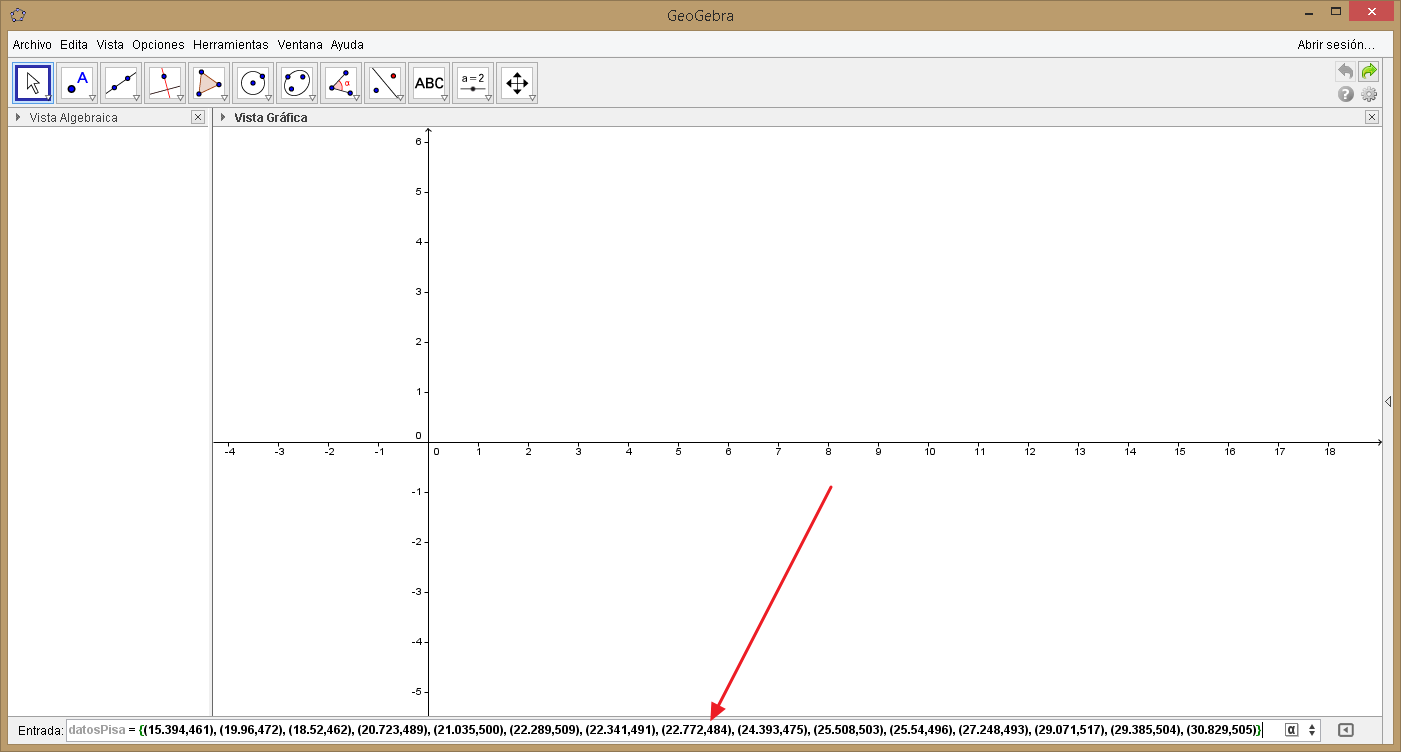 GeoGebra
Archivo Edita Vista Opciones Herramientas Ventana Ayuda Abrir sesión...
A α ABC a=2
Vista Algebraica Vista Gráfica
6
5
4
3
2
1
0
-4 -3 -2 -1 0 1 2 3 4 5 6 7 8 9 10 11 12 13 14 15 16 17 18
-1
-2
-3
-4
-5
Entrada: datosPisa = {(15.394,461), (19.96,472), (18.52,462), (20.723,489), (21.035,500), (22.289,509), (22.341,491), (22.772,484), (24.393,475), (25.508,503), (25.54,496), (27.248,493), (29.071,517), (29.385,504), (30.829,505)} α